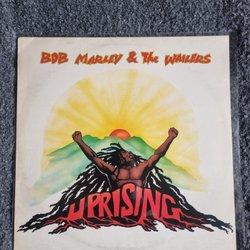 BOB MARLEY & The WAILERS
UPRISING